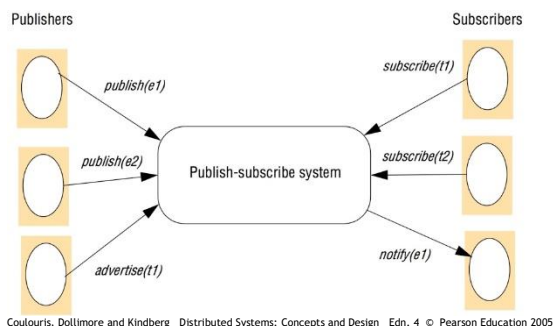 Publishers
Subscribers
publish(e1)
subscribe(t1)
publish(e2)
Publish-subscribe system
subscribe(t2)
advertise(t1)
notify(e1)
Coulouris, Dollimore and Kindberg Distributed Systems: Concepts and Design Edn. 4 © Pearson Education 2005